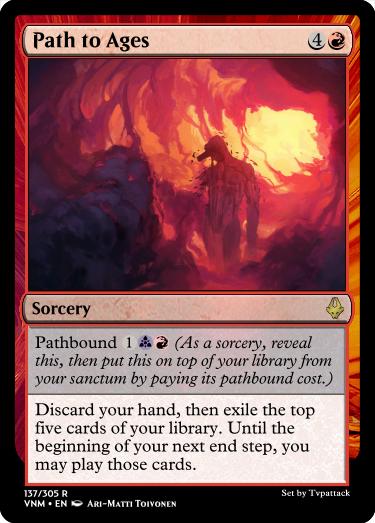 Path to Ages 4
Sorcery
Pathbound 1 (As a sorcery, reveal
this, then put this on top of your library from
your sanctum by paying its pathbound cost.)
Discard your hand, then exile the top
five cards of your library. Until the
beginning of your next end step, you
may play those cards.
137/305 R
VNM • EN Ari-Matti Toivonen
Set by Tvpattack